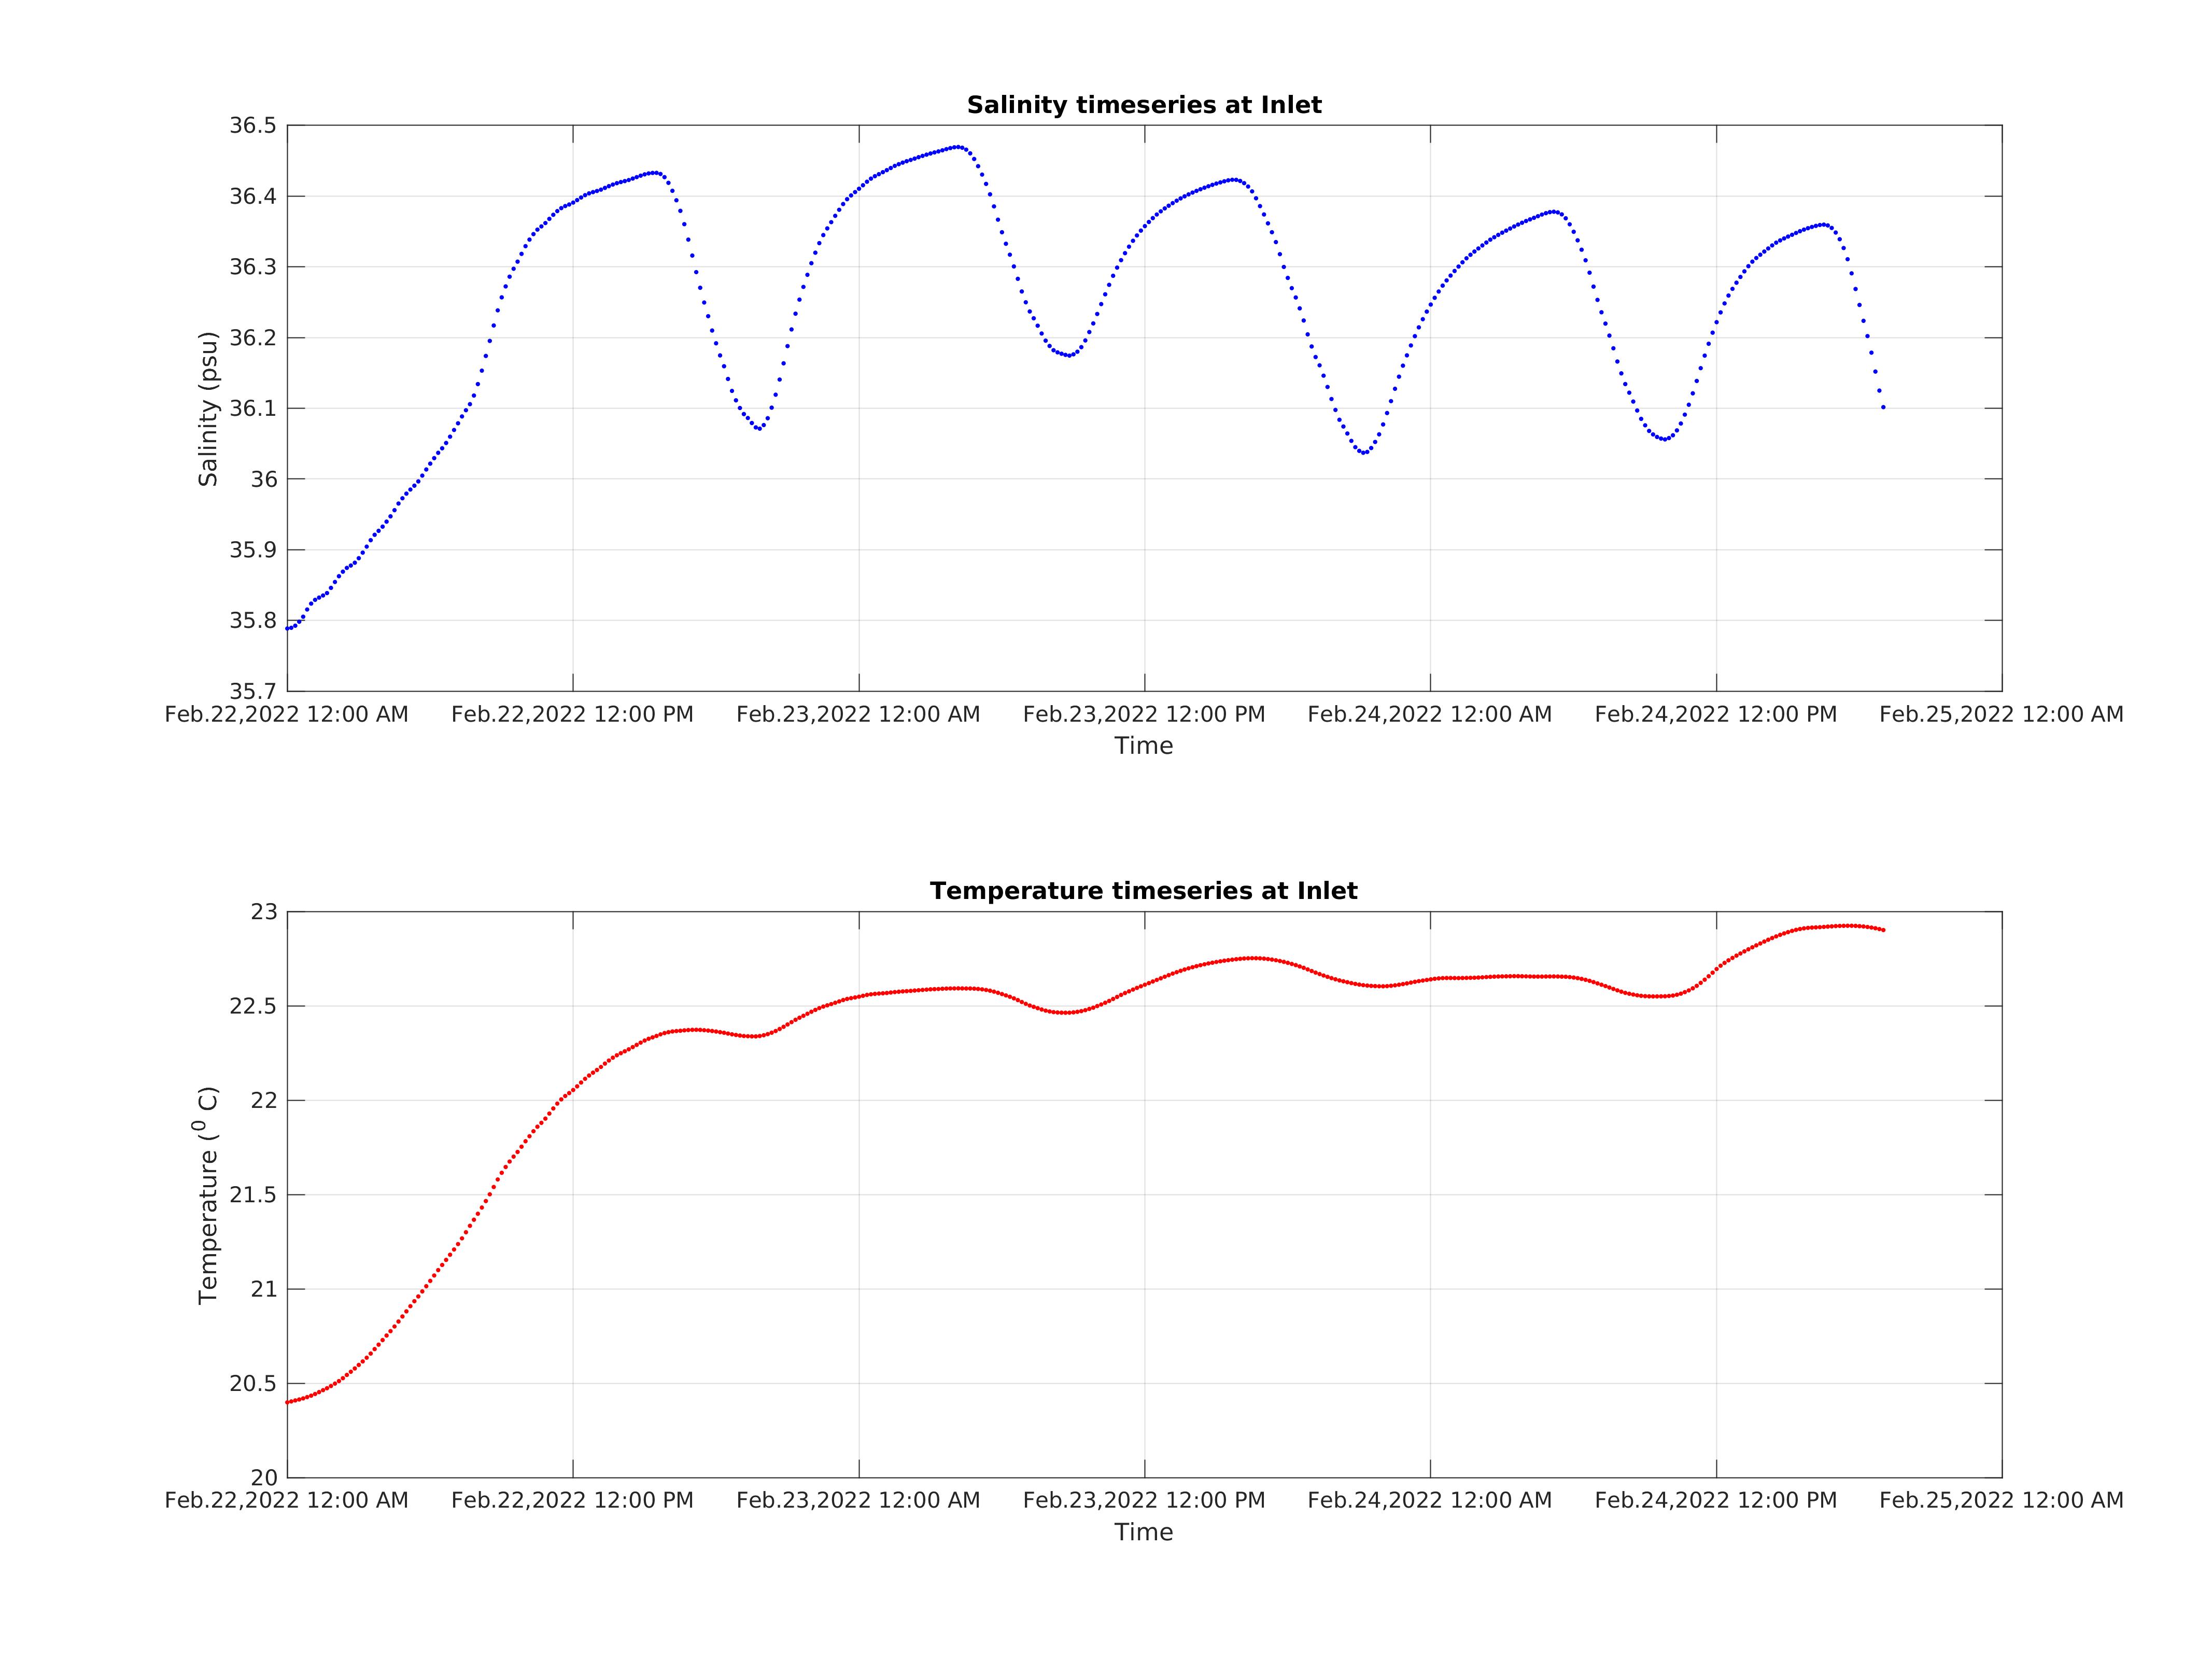 Salinity timeseries at Inlet
36.5
36.4
36.3
36.2
36.1
36
35.9
35.8
35.7
Salinity (psu)
Feb.22,2022 12:00 AM Feb.22,2022 12:00 PM Feb.23,2022 12:00 AM Feb.23,2022 12:00 PM Feb.24,2022 12:00 AM Feb.24,2022 12:00 PM Feb.25,2022 12:00 AM
Time
Temperature timeseries at Inlet
23
22.5
22
21.5
21
20.5
20
Temperature (⁰ C)
Feb.22,2022 12:00 AM Feb.22,2022 12:00 PM Feb.23,2022 12:00 AM Feb.23,2022 12:00 PM Feb.24,2022 12:00 AM Feb.24,2022 12:00 PM Feb.25,2022 12:00 AM
Time